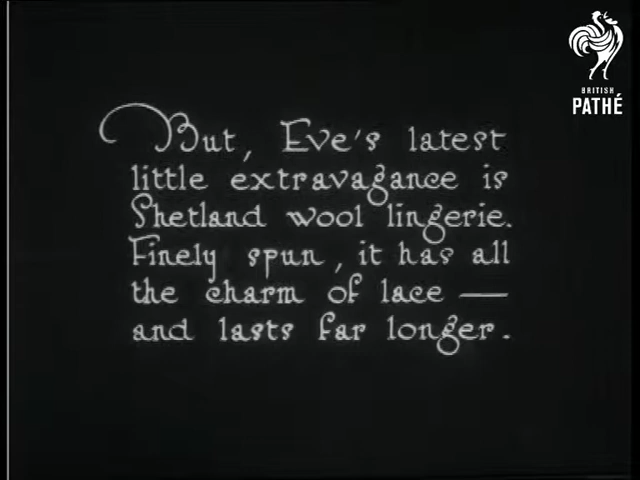 BRITISH
PATHÉ
But, Eve's latest
little extravagance is
Shetland wool lingerie.
Finely spun, it has all
the charm of lace —
and lasts far longer.